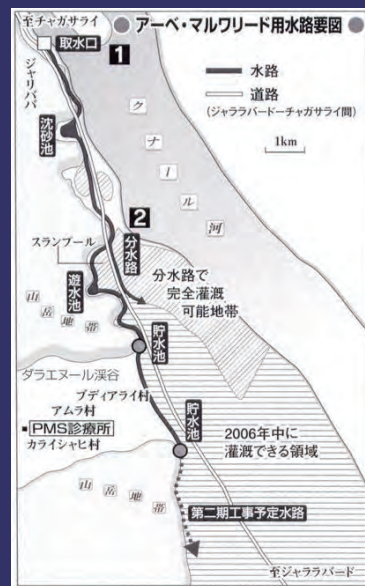 至チャガサライ
アーベ・マルワリード用水路要図
取水口
1
ジャリババ
水路
道路
(ジャララバードーチャガサライ間)
1km
沈砂池
クナール河
2
スランプール
分水路
遊水池
分水路で
完全灌漑
可能地帯
山岳地帯
貯水池
ダラエヌール渓谷
ブディアライ村
アムラ村
PMS診療所
カライシャヒ村
貯水池
2006年中に
灌漑できる領域
山岳地帯
第二期工事予定水路
至ジャララバード